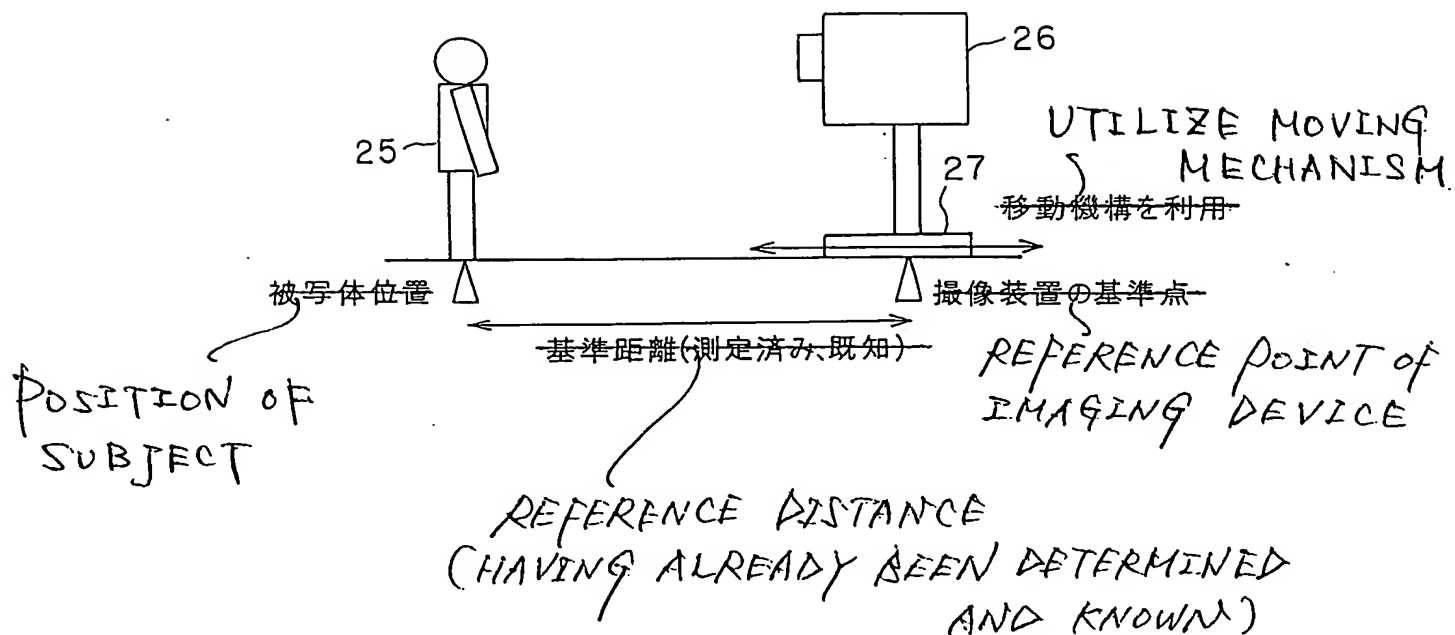 26
UTILIZE MOVING
MECHANISM
25
27
移動機構を利用
被写体位置
撮像装置の基準点
基準距離(測定済み、既知)
POSITION OF
SUBJECT
REFERENCE POINT OF
IMAGING DEVICE
REFERENCE DISTANCE
(HAVING ALREADY BEEN DETERMINED
AND KNOWN)